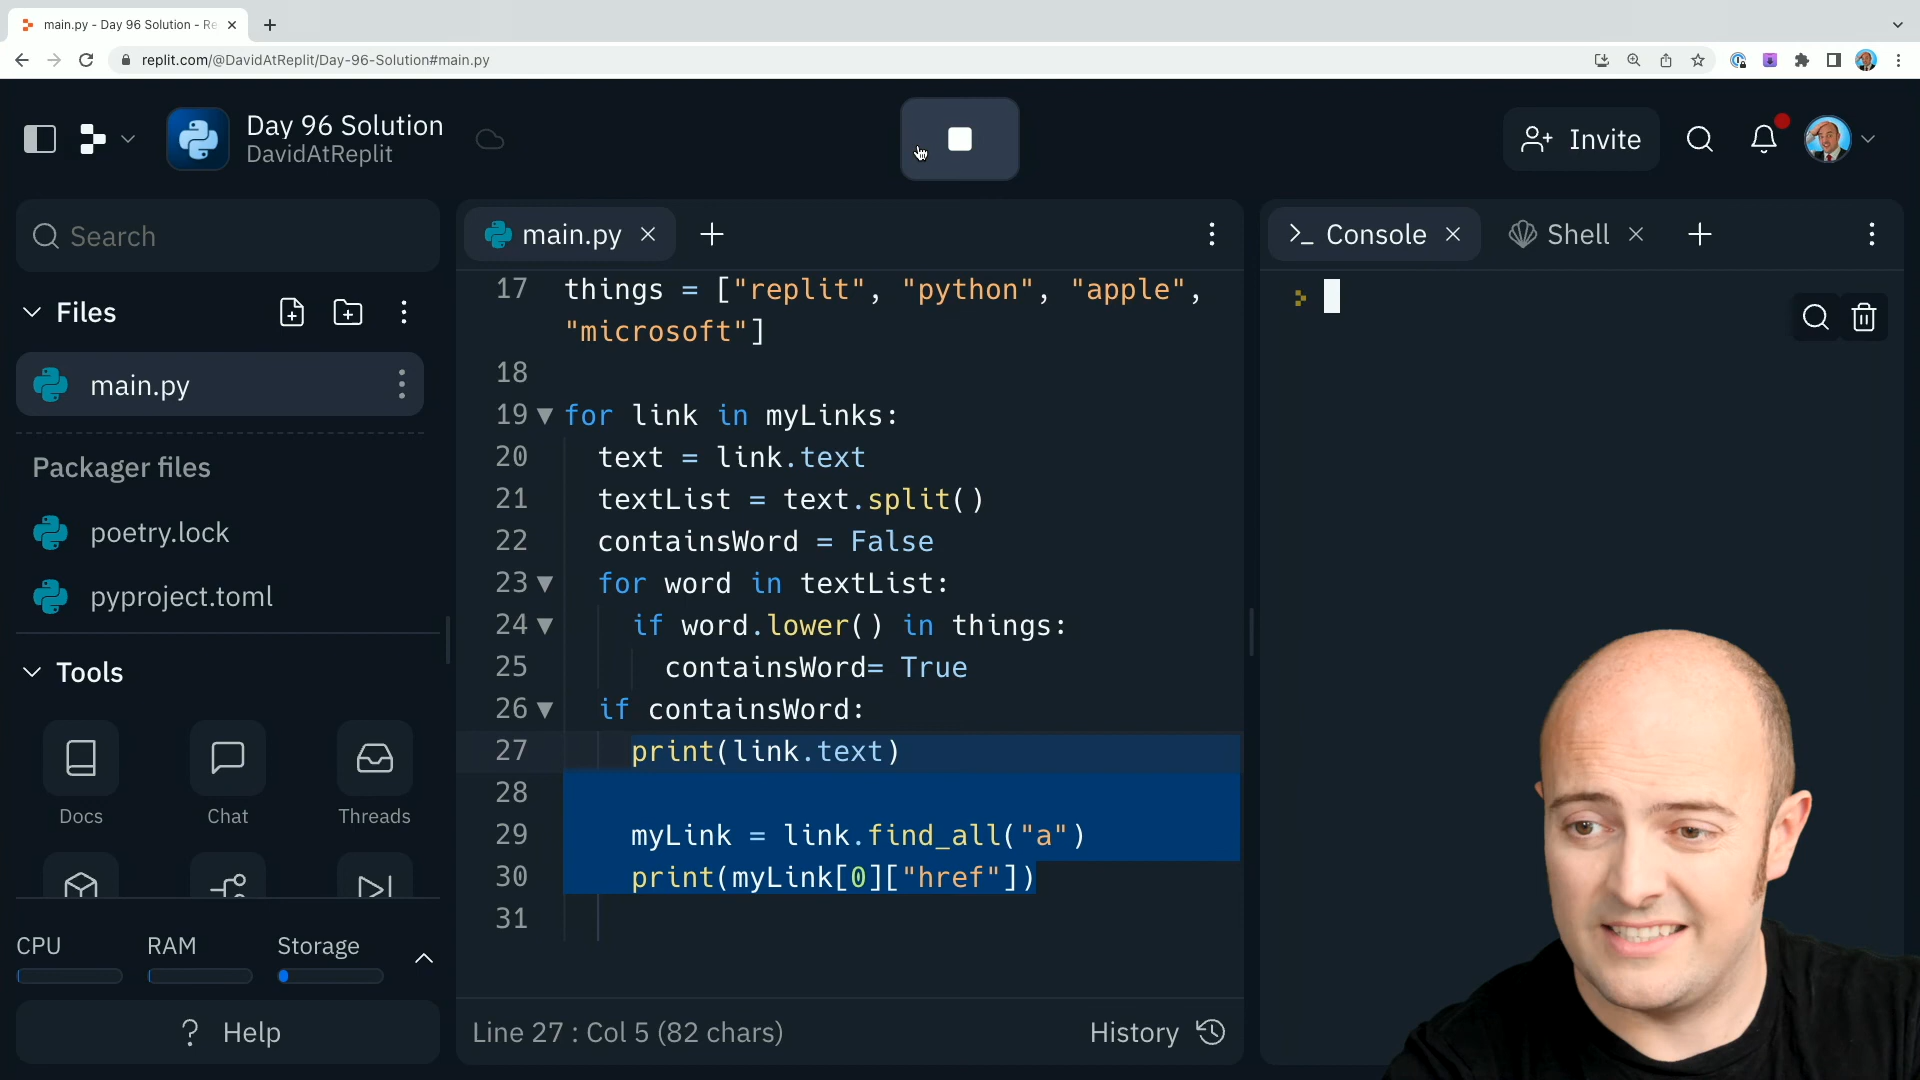 main.py - Day 96 Solution - Re
replit.com/@DavidAtReplit/Day-96-Solution#main.py
Day 96 Solution
DavidAtReplit
Invite
Search
Files
main.py
Packager files
poetry.lock
pyproject.toml
Tools
Docs
Chat
Threads
CPU
RAM
Storage
? Help
main.py
17 things = ["replit", "python", "apple",
"microsoft"]
18
19 for link in myLinks:
20 text = link.text
21 textList = text.split()
22 containsWord = False
23 for word in textList:
24 if word.lower() in things:
25 containsWord= True
26 if containsWord:
27 print(link.text)
28
29 myLink = link.find_all("a")
30 print(myLink[0]["href"])
31
Line 27 : Col 5 (82 chars)
History
Console
Shell